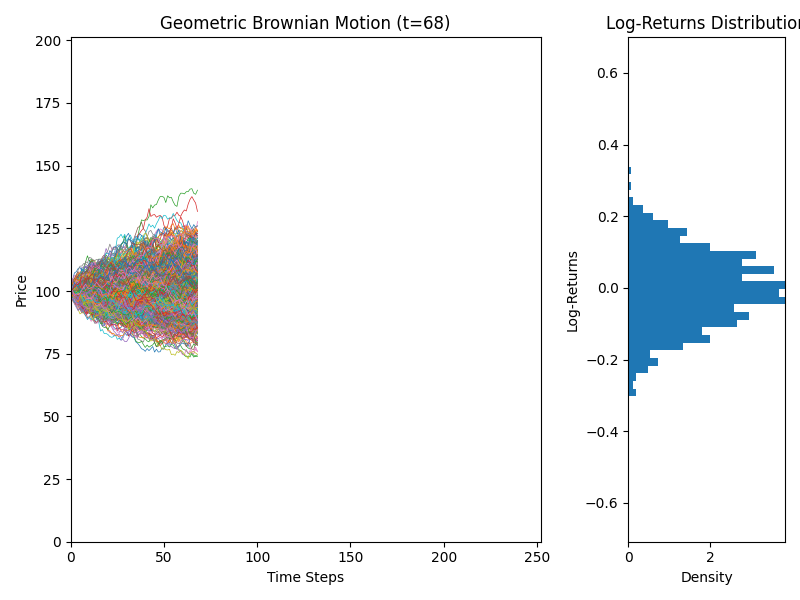 Geometric Brownian Motion (t=68)
200
175
150
125
100
75
50
25
0
Price
0 50 100 150 200 250
Time Steps
Log-Returns Distribution
0.6
0.4
0.2
0.0
−0.2
−0.4
−0.6
Log-Returns
0 2
Density